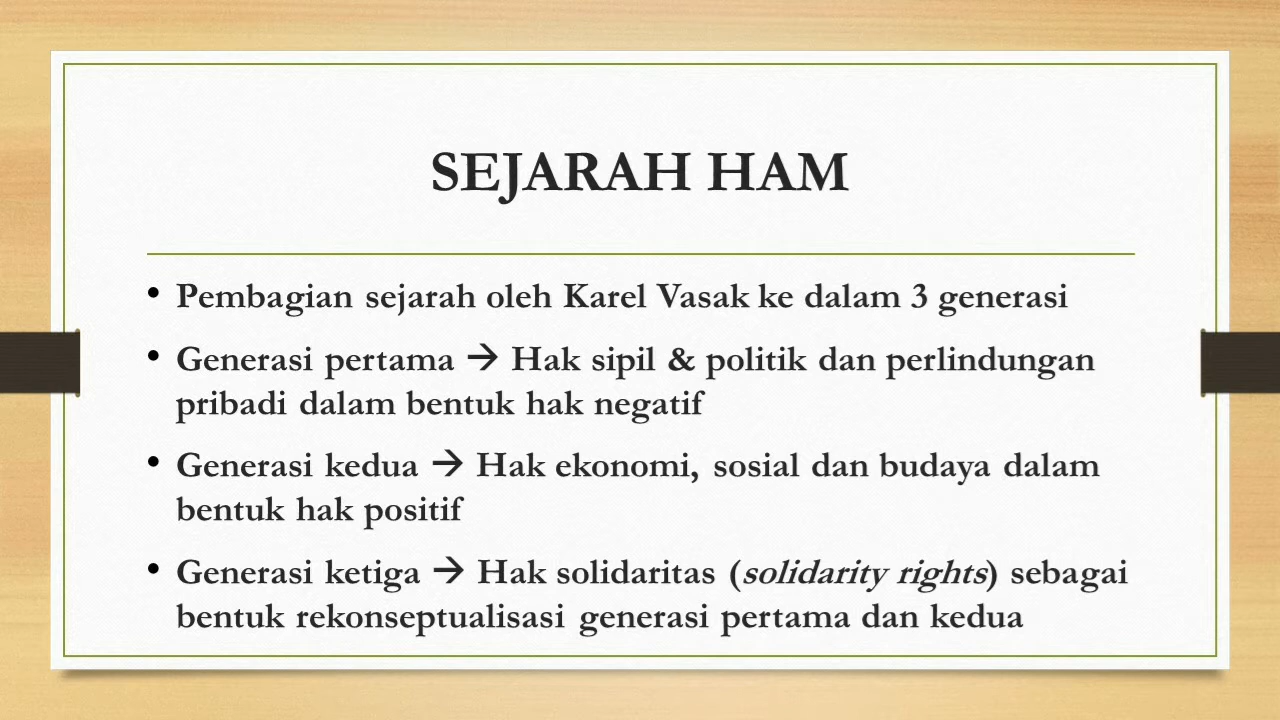 SEJARAH HAM
• Pembagian sejarah oleh Karel Vasak ke dalam 3 generasi
• Generasi pertama → Hak sipil & politik dan perlindungan
pribadi dalam bentuk hak negatif
• Generasi kedua → Hak ekonomi, sosial dan budaya dalam
bentuk hak positif
• Generasi ketiga → Hak solidaritas (solidarity rights) sebagai
bentuk rekonseptualisasi generasi pertama dan kedua